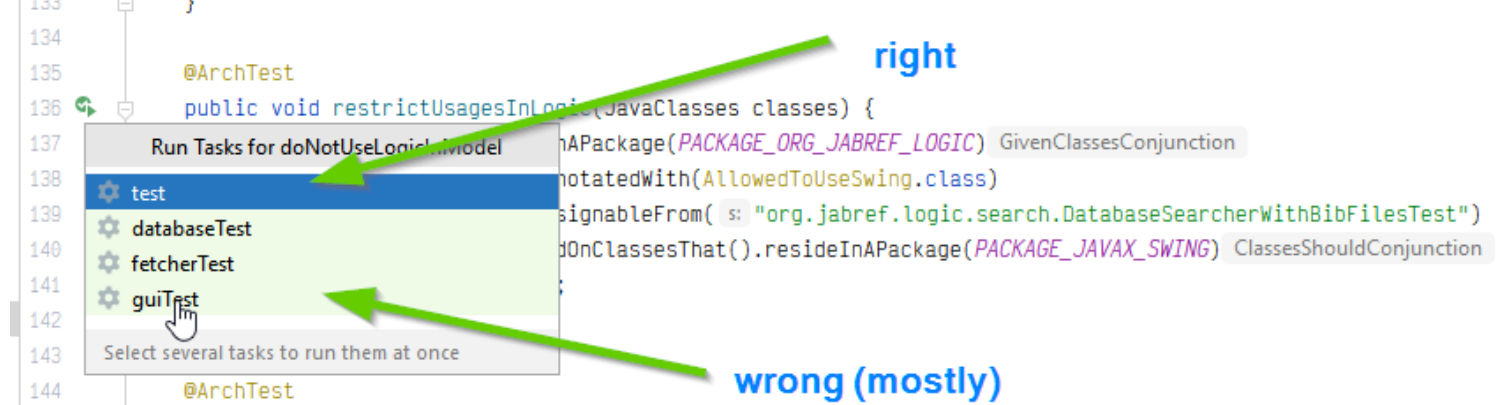 133 }
134
right
135 @ArchTest
136 public void restrictUsagesInLogic(JavaClasses classes) {
137 Run Tasks for doNotUseLogicInModel nAPackage(PACKAGE_ORG_JABREF_LOGIC) GivenClassesConjunction
138 test notatedWith(AllowedToUseSwing.class)
139 databaseTest signableFrom( s: "org.jabref.logic.search.DatabaseSearcherWithBibFilesTest")
140 fetcherTest dOnClassesThat().resideInAPackage(PACKAGE_JAVAX_SWING) ClassesShouldConjunction
141 guiTest ;
142
143 Select several tasks to run them at once
wrong (mostly)
144 @ArchTest